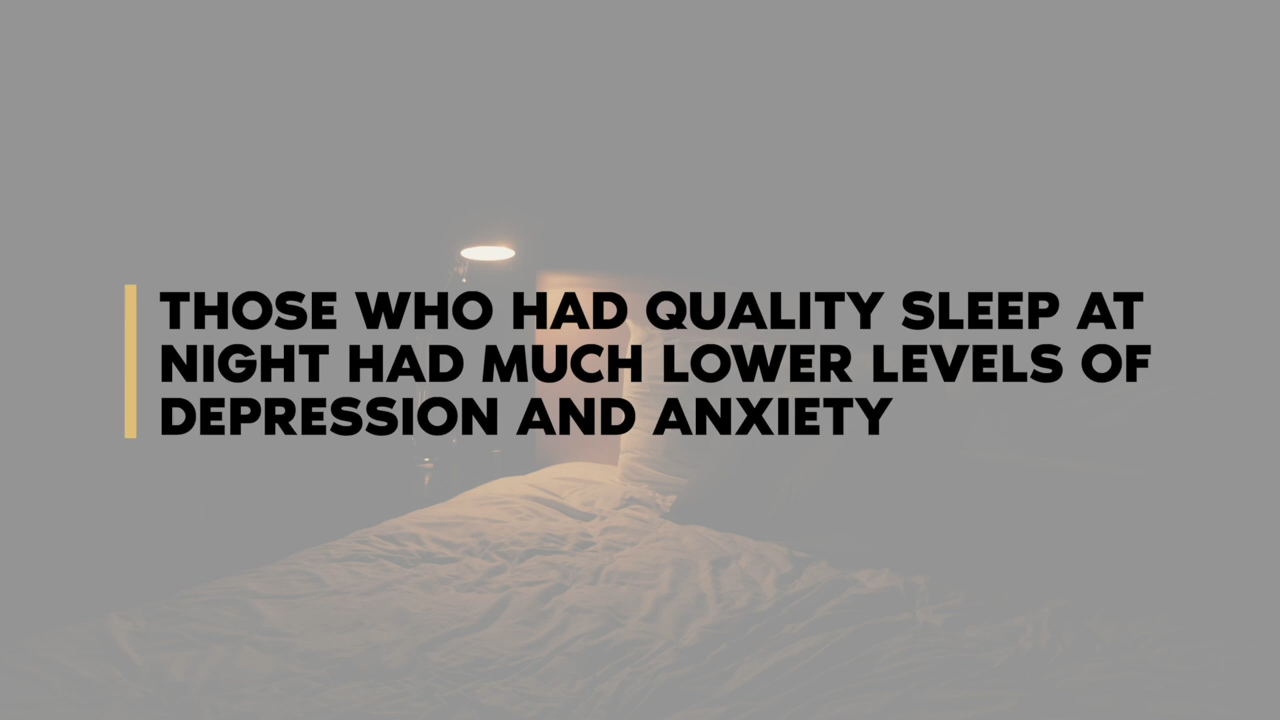 THOSE WHO HAD QUALITY SLEEP AT
NIGHT HAD MUCH LOWER LEVELS OF
DEPRESSION AND ANXIETY